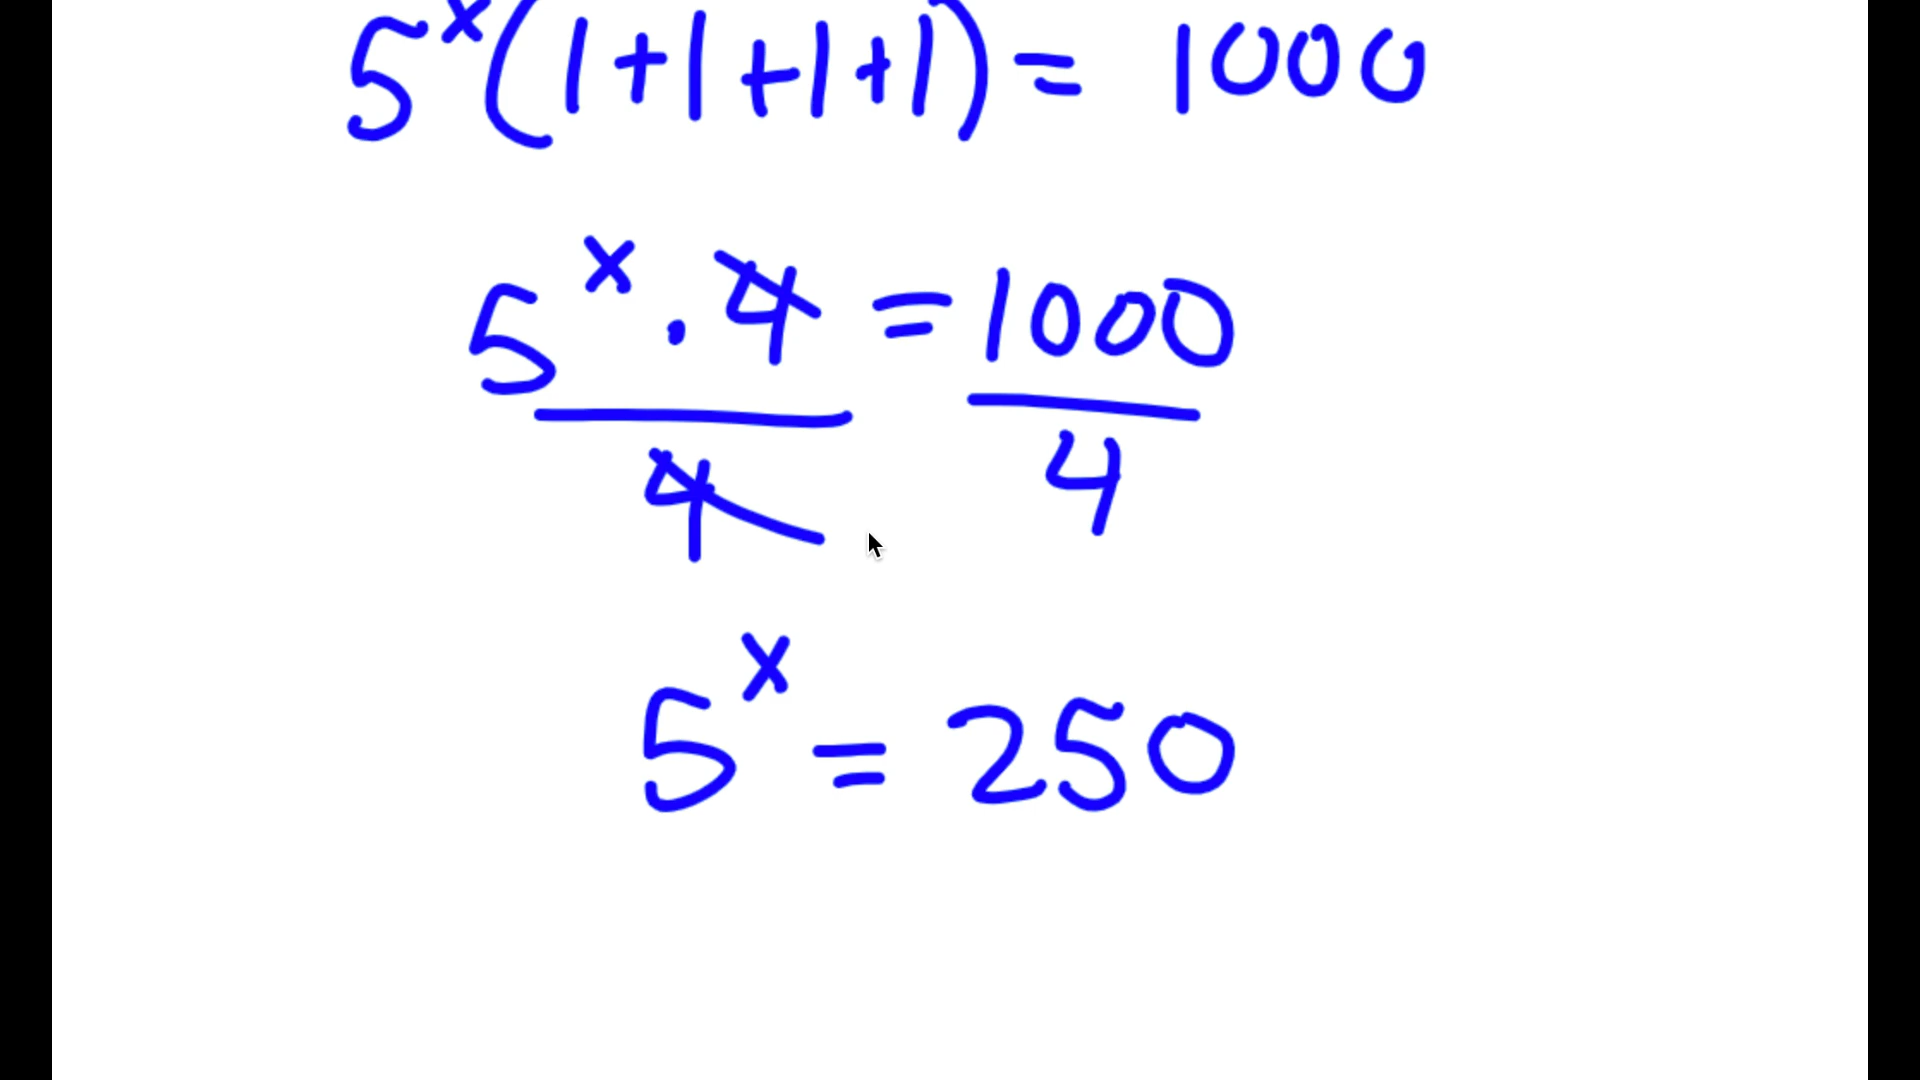 5^x(1+1+1+1) = 1000
5^x · 4 = 1000
4 4
5^x = 250